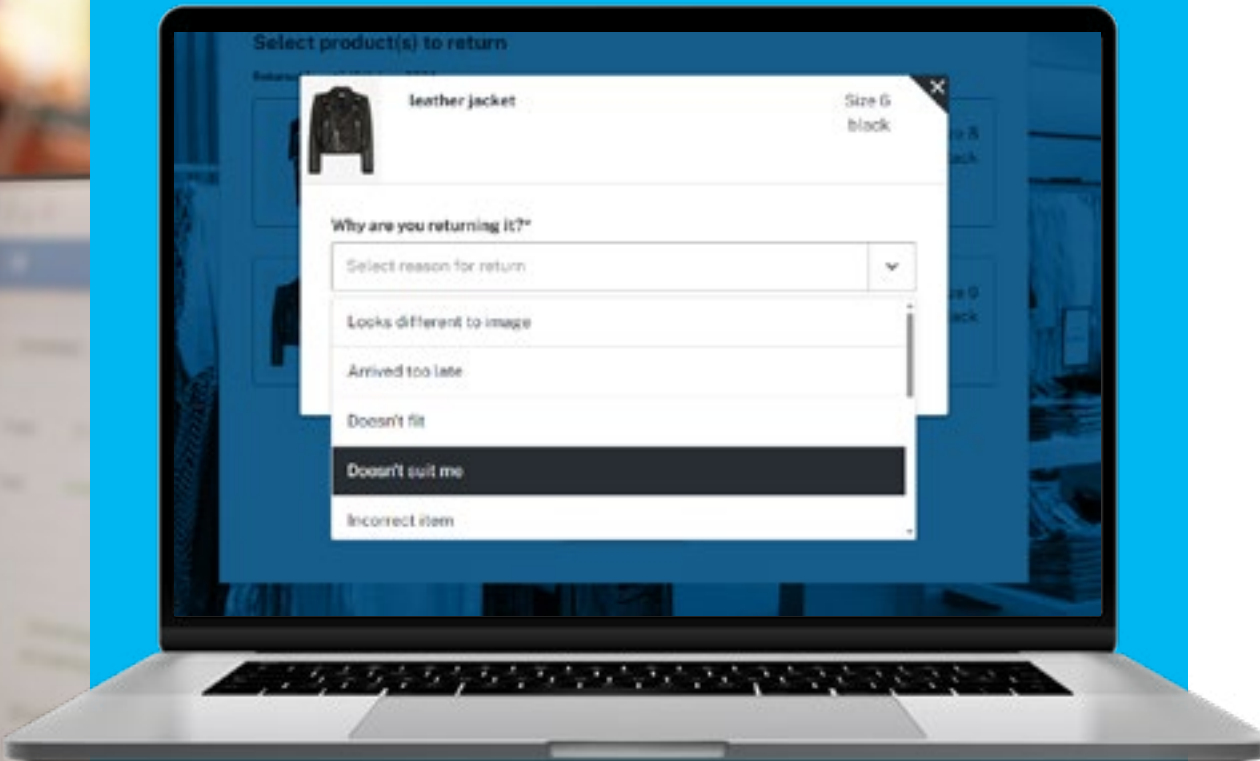 Select product(s) to return
leather jacket
Size 6
black
Why are you returning it?*
Select reason for return
Looks different to image
Arrived too late
Doesn't fit
Doesn't suit me
Incorrect item